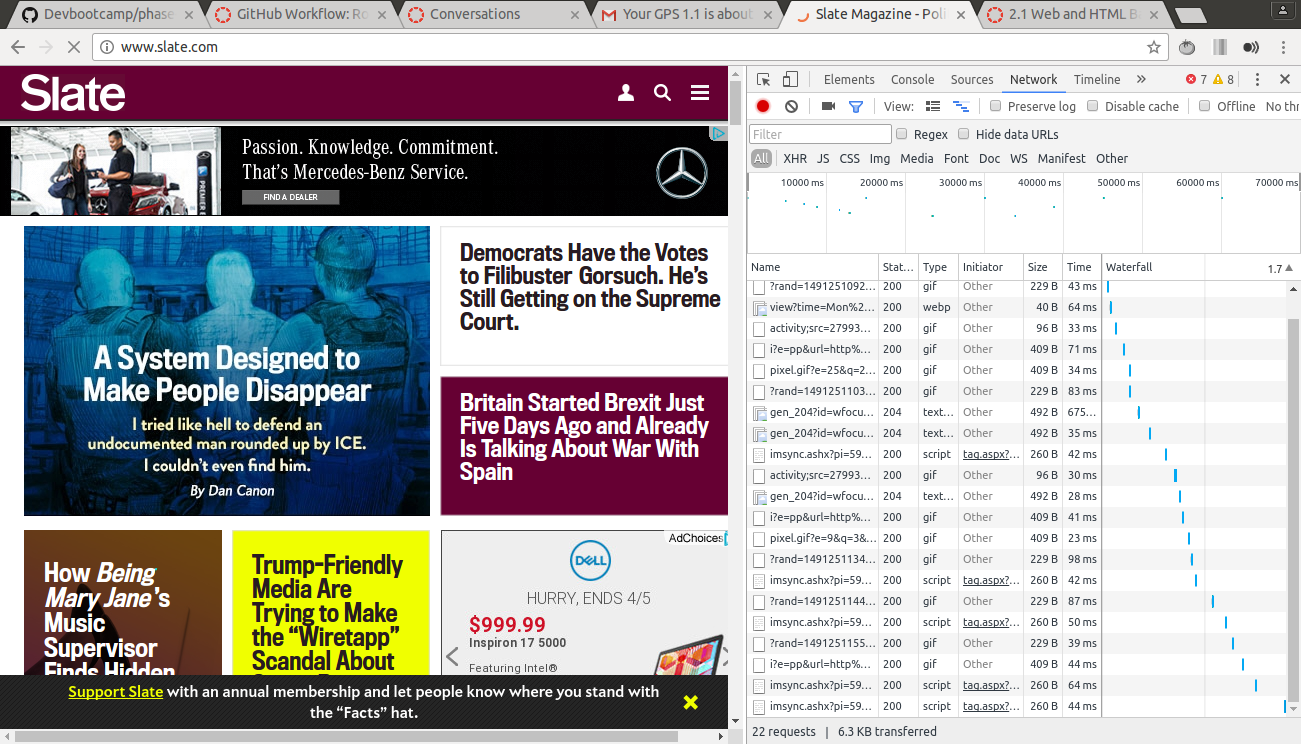 Devbootcamp/phase
GitHub Workflow: Ro
Conversations
Your GPS 1.1 is about
Slate Magazine - Poli
2.1 Web and HTML Ba
www.slate.com
Slate
Passion. Knowledge. Commitment.
That's Mercedes-Benz Service.
FIND A DEALER
A System Designed to
Make People Disappear
I tried like hell to defend an
undocumented man rounded up by ICE.
I couldn't even find him.
By Dan Canon
Democrats Have the Votes
to Filibuster Gorsuch. He's
Still Getting on the Supreme
Court.
Britain Started Brexit Just
Five Days Ago and Already
Is Talking About War With
Spain
How Being
Mary Jane's
Music
Supervisor
Finds Hidden
Trump-Friendly
Media Are
Trying to Make
the “Wiretapp”
Scandal About
AdChoices
DELL
HURRY, ENDS 4/5
$999.99
Inspiron 17 5000
Featuring Intel®
Support Slate with an annual membership and let people know where you stand with
the “Facts” hat.
Elements Console Sources Network Timeline » 7 8
View: Preserve log Disable cache Offline No thr
Filter Regex Hide data URLs
All XHR JS CSS Img Media Font Doc WS Manifest Other
10000 ms 20000 ms 30000 ms 40000 ms 50000 ms 60000 ms 70000 ms
Name Stat... Type Initiator Size Time Waterfall 1.7
?rand=1491251092... 200 gif Other 229 B 43 ms
view?time=Mon%2... 200 webp Other 40 B 64 ms
activity;src=27993... 200 gif Other 96 B 33 ms
i?e=pp&url=http%... 200 gif Other 409 B 71 ms
pixel.gif?e=25&q=2... 200 gif Other 409 B 34 ms
?rand=1491251103... 200 gif Other 229 B 83 ms
gen_204?id=wfocu... 204 text... Other 492 B 675...
gen_204?id=wfocu... 204 text... Other 492 B 35 ms
imsync.ashx?pi=59... 200 script tag.aspx?... 260 B 42 ms
activity;src=27993... 200 gif Other 96 B 30 ms
gen_204?id=wfocu... 204 text... Other 492 B 28 ms
i?e=pp&url=http%... 200 gif Other 409 B 41 ms
pixel.gif?e=9&q=3&... 200 gif Other 409 B 23 ms
?rand=1491251134... 200 gif Other 229 B 98 ms
imsync.ashx?pi=59... 200 script tag.aspx?... 260 B 42 ms
?rand=1491251144... 200 gif Other 229 B 87 ms
imsync.ashx?pi=59... 200 script tag.aspx?... 260 B 50 ms
?rand=1491251155... 200 gif Other 229 B 39 ms
i?e=pp&url=http%... 200 gif Other 409 B 44 ms
imsync.ashx?pi=59... 200 script tag.aspx?... 260 B 64 ms
imsync.ashx?pi=59... 200 script tag.aspx?... 260 B 44 ms
22 requests | 6.3 KB transferred